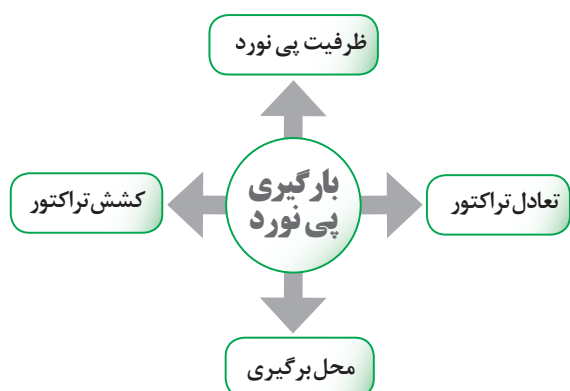 ظرفیت پی نورد
بارگیری
پی نورد
تعادل تراکتور
کشش تراکتور
محل برگیری